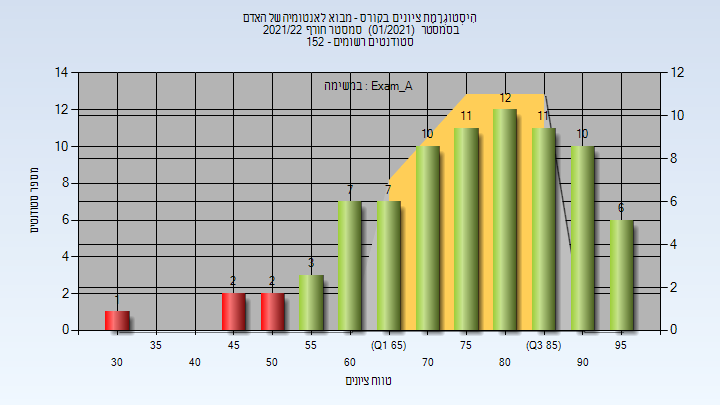 היסטוגרמת ציונים בקורס - מבוא לאנטומיה של האדם
בסמסטר (01/2021) סמסטר חורף 2021/22
סטודנטים רשומים - 152
במשימה : Exam_A
14 12
12 10
10 8
8 6
6 4
4 2
2 0
0
1 2 2 3 7 7 10 11 12 11 10 6
מספר סטודנטים
35 45 55 (Q1 65) 75 (Q3 85) 95
30 40 50 60 70 80 90
טווח ציונים